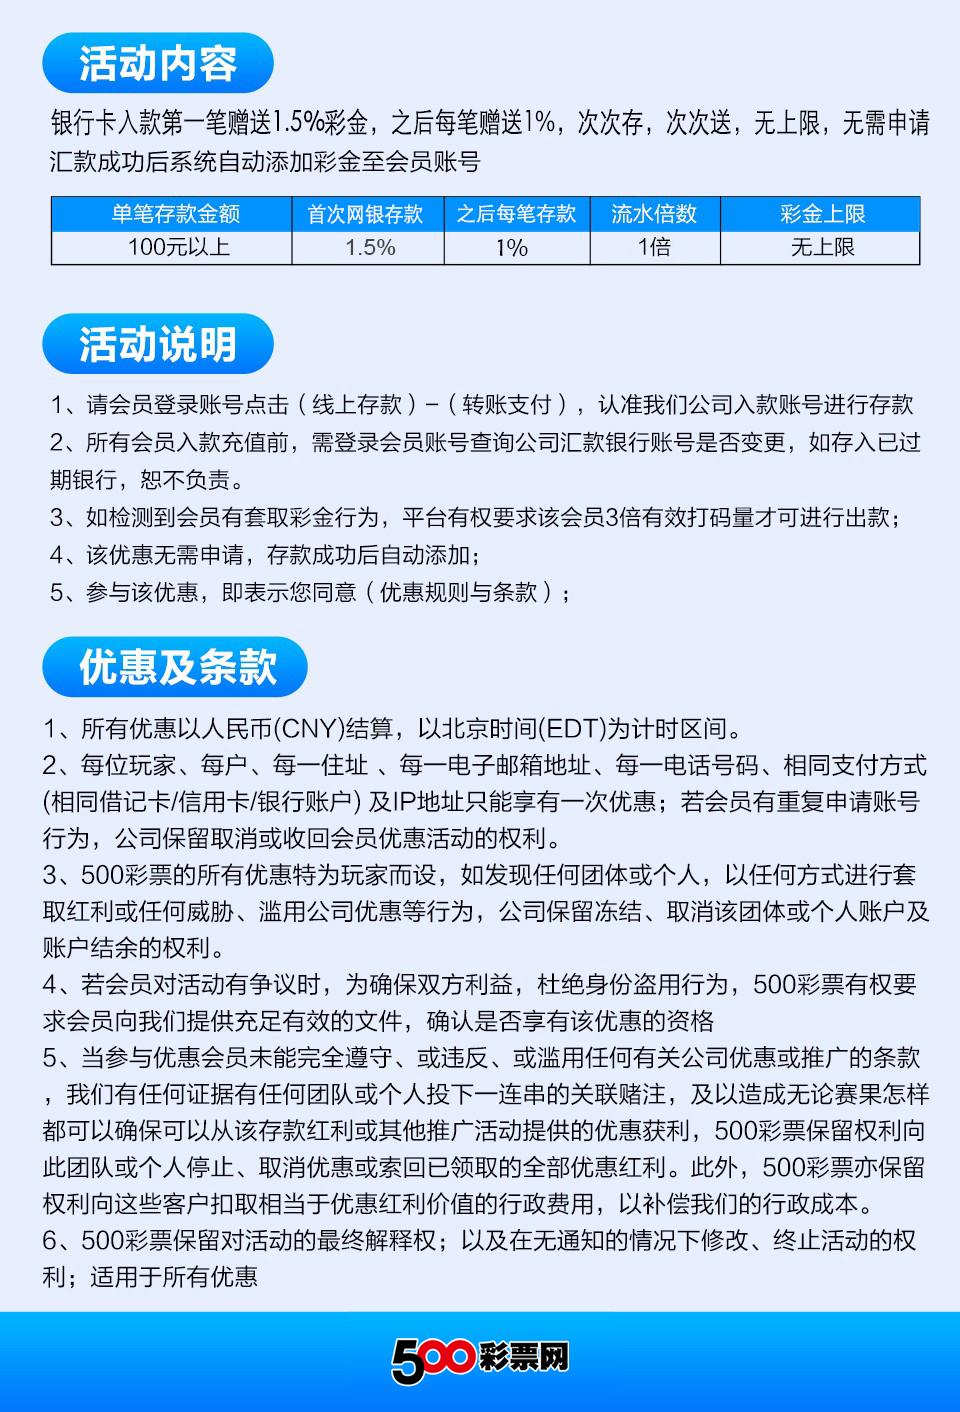 活动内容
银行卡入款第一笔赠送1.5%彩金，之后每笔赠送1%，次次存，次次送，无上限，无需申请
汇款成功后系统自动添加彩金至会员账号
单笔存款金额 首次网银存款 之后每笔存款 流水倍数 彩金上限
100元以上 1.5% 1% 1倍 无上限
活动说明
1、请会员登录账号点击（线上存款）–（转账支付），认准我们公司入款账号进行存款
2、所有会员入款充值前，需登录会员账号查询公司汇款银行账号是否变更，如存入已过
期银行，恕不负责。
3、如检测到会员有套取彩金行为，平台有权要求该会员3倍有效打码量才可进行出款；
4、该优惠无需申请，存款成功后自动添加；
5、参与该优惠，即表示您同意（优惠规则与条款）；
优惠及条款
1、所有优惠以人民币(CNY)结算，以北京时间(EDT)为计时区间。
2、每位玩家、每户、每一住址 、每一电子邮箱地址、每一电话号码、相同支付方式
(相同借记卡/信用卡/银行账户) 及IP地址只能享有一次优惠；若会员有重复申请账号
行为，公司保留取消或收回会员优惠活动的权利。
3、500彩票的所有优惠特为玩家而设，如发现任何团体或个人，以任何方式进行套
取红利或任何威胁、滥用公司优惠等行为，公司保留冻结、取消该团体或个人账户及
账户结余的权利。
4、若会员对活动有争议时，为确保双方利益，杜绝身份盗用行为，500彩票有权要
求会员向我们提供充足有效的文件，确认是否享有该优惠的资格
5、当参与优惠会员未能完全遵守、或违反、或滥用任何有关公司优惠或推广的条款
，我们有任何证据有任何团队或个人投下一连串的关联赌注，及以造成无论赛果怎样
都可以确保可以从该存款红利或其他推广活动提供的优惠获利，500彩票保留权利向
此团队或个人停止、取消优惠或索回已领取的全部优惠红利。此外，500彩票亦保留
权利向这些客户扣取相当于优惠红利价值的行政费用，以补偿我们的行政成本。
6、500彩票保留对活动的最终解释权；以及在无通知的情况下修改、终止活动的权
利；适用于所有优惠
500彩票网